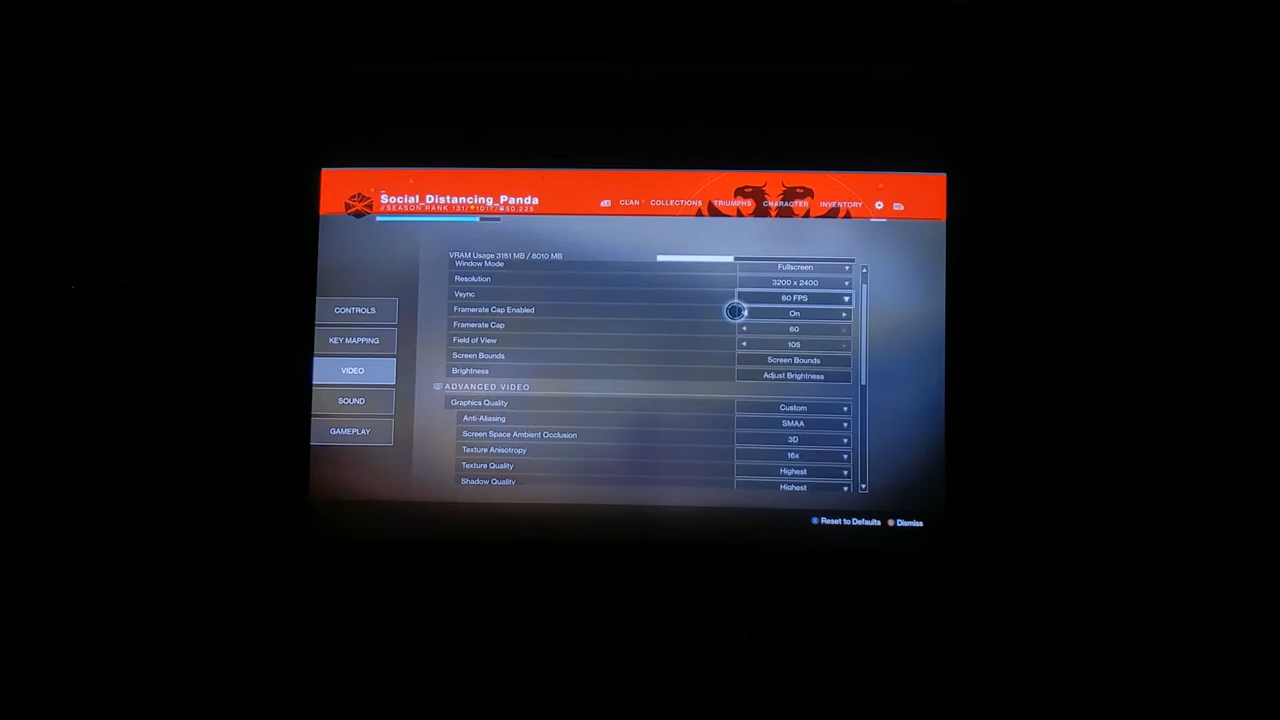 Social_Distancing_Panda
CLAN COLLECTIONS TRIUMPHS CHARACTER INVENTORY
SEASON RANK 131/
VRAM Usage 3161 MB / 8010 MB
Window Mode Fullscreen
Resolution 3200 x 2400
Vsync 60 FPS
Framerate Cap Enabled On
Framerate Cap 60
Field of View 105
Screen Bounds Screen Bounds
Brightness Adjust Brightness
ADVANCED VIDEO
Graphics Quality Custom
Anti-Aliasing SMAA
Screen Space Ambient Occlusion 3D
Texture Anisotropy 16x
Texture Quality Highest
Shadow Quality Highest
CONTROLS
KEY MAPPING
VIDEO
SOUND
GAMEPLAY
Reset to Defaults Dismiss